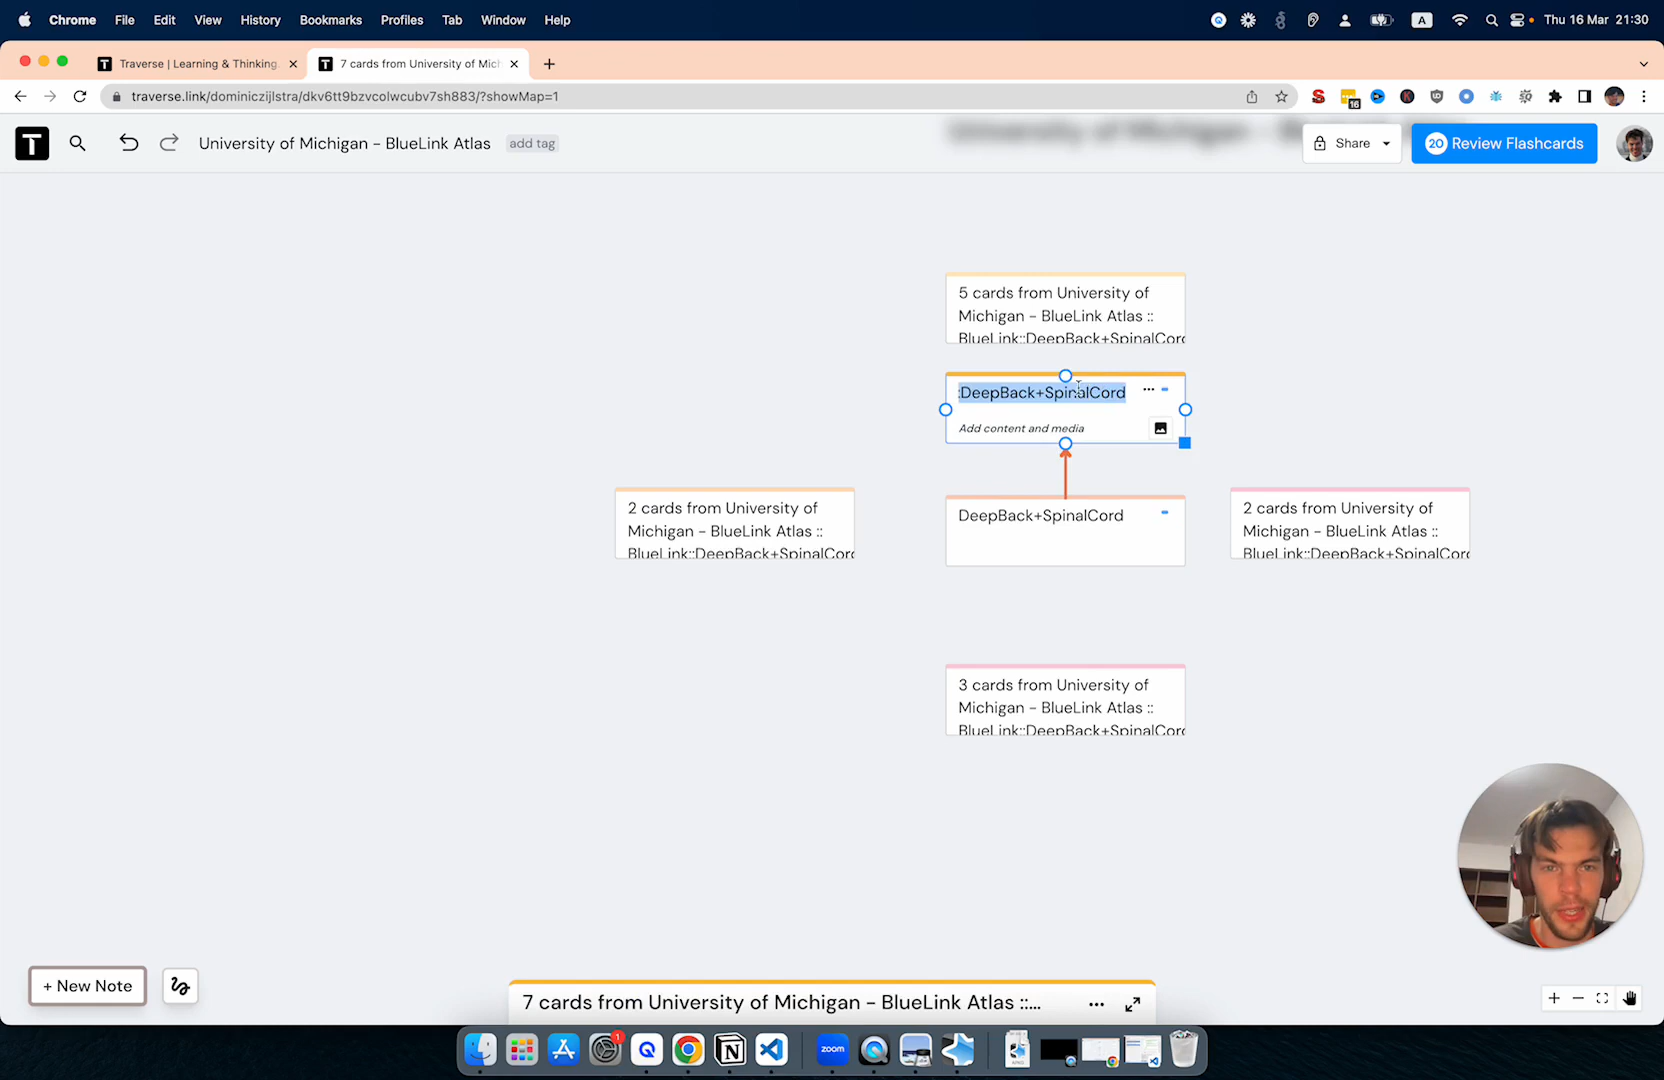 Chrome File Edit View History Bookmarks Profiles Tab Window Help
A
Thu 16 Mar 21:30
T Traverse | Learning & Thinking
T 7 cards from University of Mich
traverse.link/dominiczijlstra/dkv6tt9bzvcolwcubv7sh883/?showMap=1
S
16
K
T
University of Michigan - BlueLink Atlas
add tag
Share
20 Review Flashcards
5 cards from University of
Michigan - BlueLink Atlas ::
BlueLink::DeepBack+SpinalCord
:DeepBack+SpinalCord
Add content and media
2 cards from University of
Michigan - BlueLink Atlas ::
BlueLink::DeepBack+SpinalCord
DeepBack+SpinalCord
2 cards from University of
Michigan - BlueLink Atlas ::
BlueLink::DeepBack+SpinalCord
3 cards from University of
Michigan - BlueLink Atlas ::
BlueLink::DeepBack+SpinalCord
+ New Note
7 cards from University of Michigan - BlueLink Atlas ::...
1
zoom